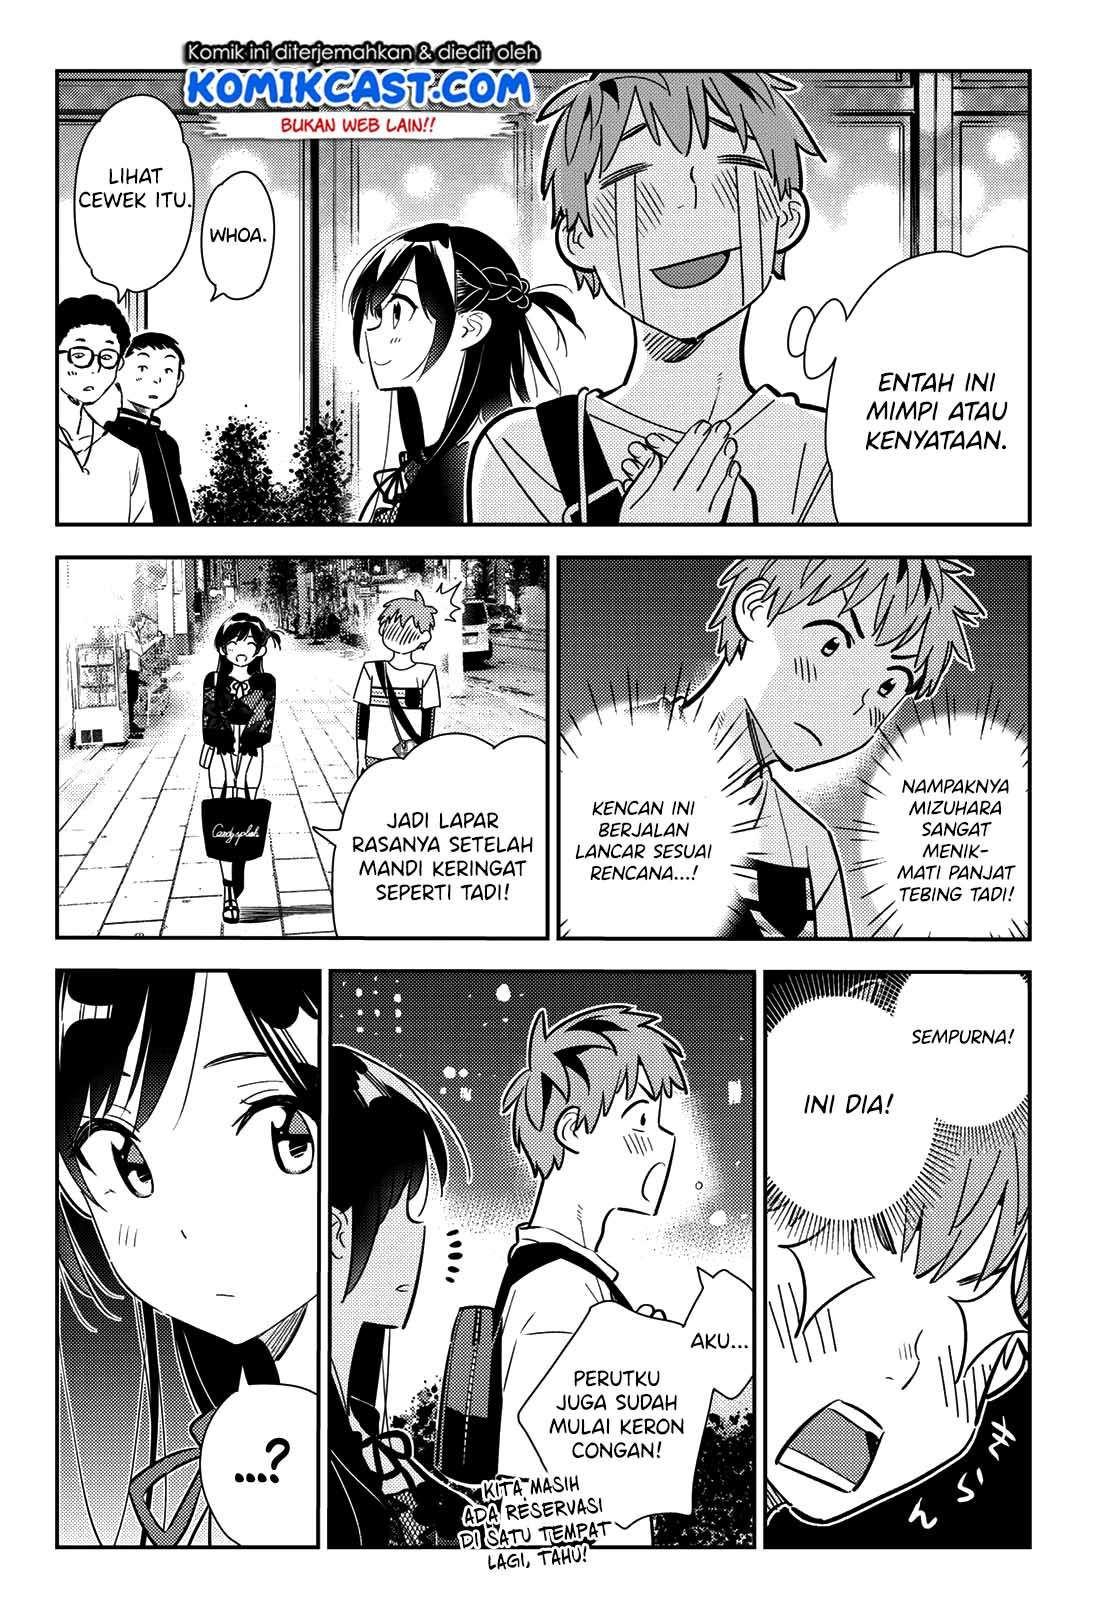 Komik ini diterjemahkan & diedit oleh
KOMIKCAST.COM
BUKAN WEB LAIN!!
LIHAT
CEWEK ITU.
WHOA.
ENTAH INI
MIMPI ATAU
KENYATAAN.
Candy splash
JADI LAPAR
RASANYA SETELAH
MANDI KERINGAT
SEPERTI TADI!
KENCAN INI
BERJALAN
LANCAR SESUAI
RENCANA...!
NAMPAKNYA
MIZUHARA
SANGAT
MENIK-
MATI PANJAT
TEBING TADI!
....?
AKU...
PERUTKU
JUGA SUDAH
MULAI KERON
CONGAN!
KITA MASIH
ADA RESERVASI
DI SATU TEMPAT
LAGI, TAHU!
SEMPURNA!
INI DIA!